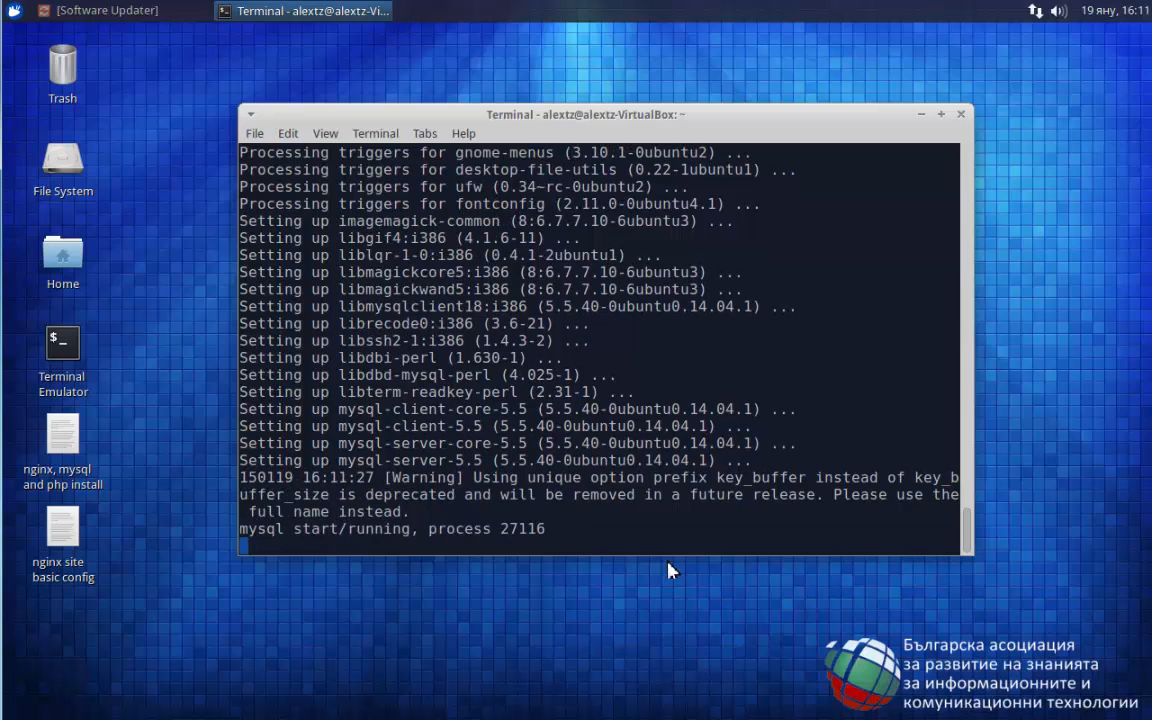 [Software Updater]
Terminal - alextz@alextz-Vi...
19 яну, 16:11
Trash
File System
Home
$_
Terminal
Emulator
nginx, mysql
and php install
nginx site
basic config
Terminal - alextz@alextz-VirtualBox: ~
File Edit View Terminal Tabs Help
Processing triggers for gnome-menus (3.10.1-0ubuntu2) ...
Processing triggers for desktop-file-utils (0.22-1ubuntu1) ...
Processing triggers for ufw (0.34~rc-0ubuntu2) ...
Processing triggers for fontconfig (2.11.0-0ubuntu4.1) ...
Setting up imagemagick-common (8:6.7.7.10-6ubuntu3) ...
Setting up libgif4:i386 (4.1.6-11) ...
Setting up liblqr-1-0:i386 (0.4.1-2ubuntu1) ...
Setting up libmagickcore5:i386 (8:6.7.7.10-6ubuntu3) ...
Setting up libmagickwand5:i386 (8:6.7.7.10-6ubuntu3) ...
Setting up libmysqlclient18:i386 (5.5.40-0ubuntu0.14.04.1) ...
Setting up librecode0:i386 (3.6-21) ...
Setting up libssh2-1:i386 (1.4.3-2) ...
Setting up libdbi-perl (1.630-1) ...
Setting up libdbd-mysql-perl (4.025-1) ...
Setting up libterm-readkey-perl (2.31-1) ...
Setting up mysql-client-core-5.5 (5.5.40-0ubuntu0.14.04.1) ...
Setting up mysql-client-5.5 (5.5.40-0ubuntu0.14.04.1) ...
Setting up mysql-server-core-5.5 (5.5.40-0ubuntu0.14.04.1) ...
Setting up mysql-server-5.5 (5.5.40-0ubuntu0.14.04.1) ...
150119 16:11:27 [Warning] Using unique option prefix key_buffer instead of key_b
uffer_size is deprecated and will be removed in a future release. Please use the
full name instead.
mysql start/running, process 27116
Българска асоциация
за развитие на знанията
за информационните и
комуникационни технологии